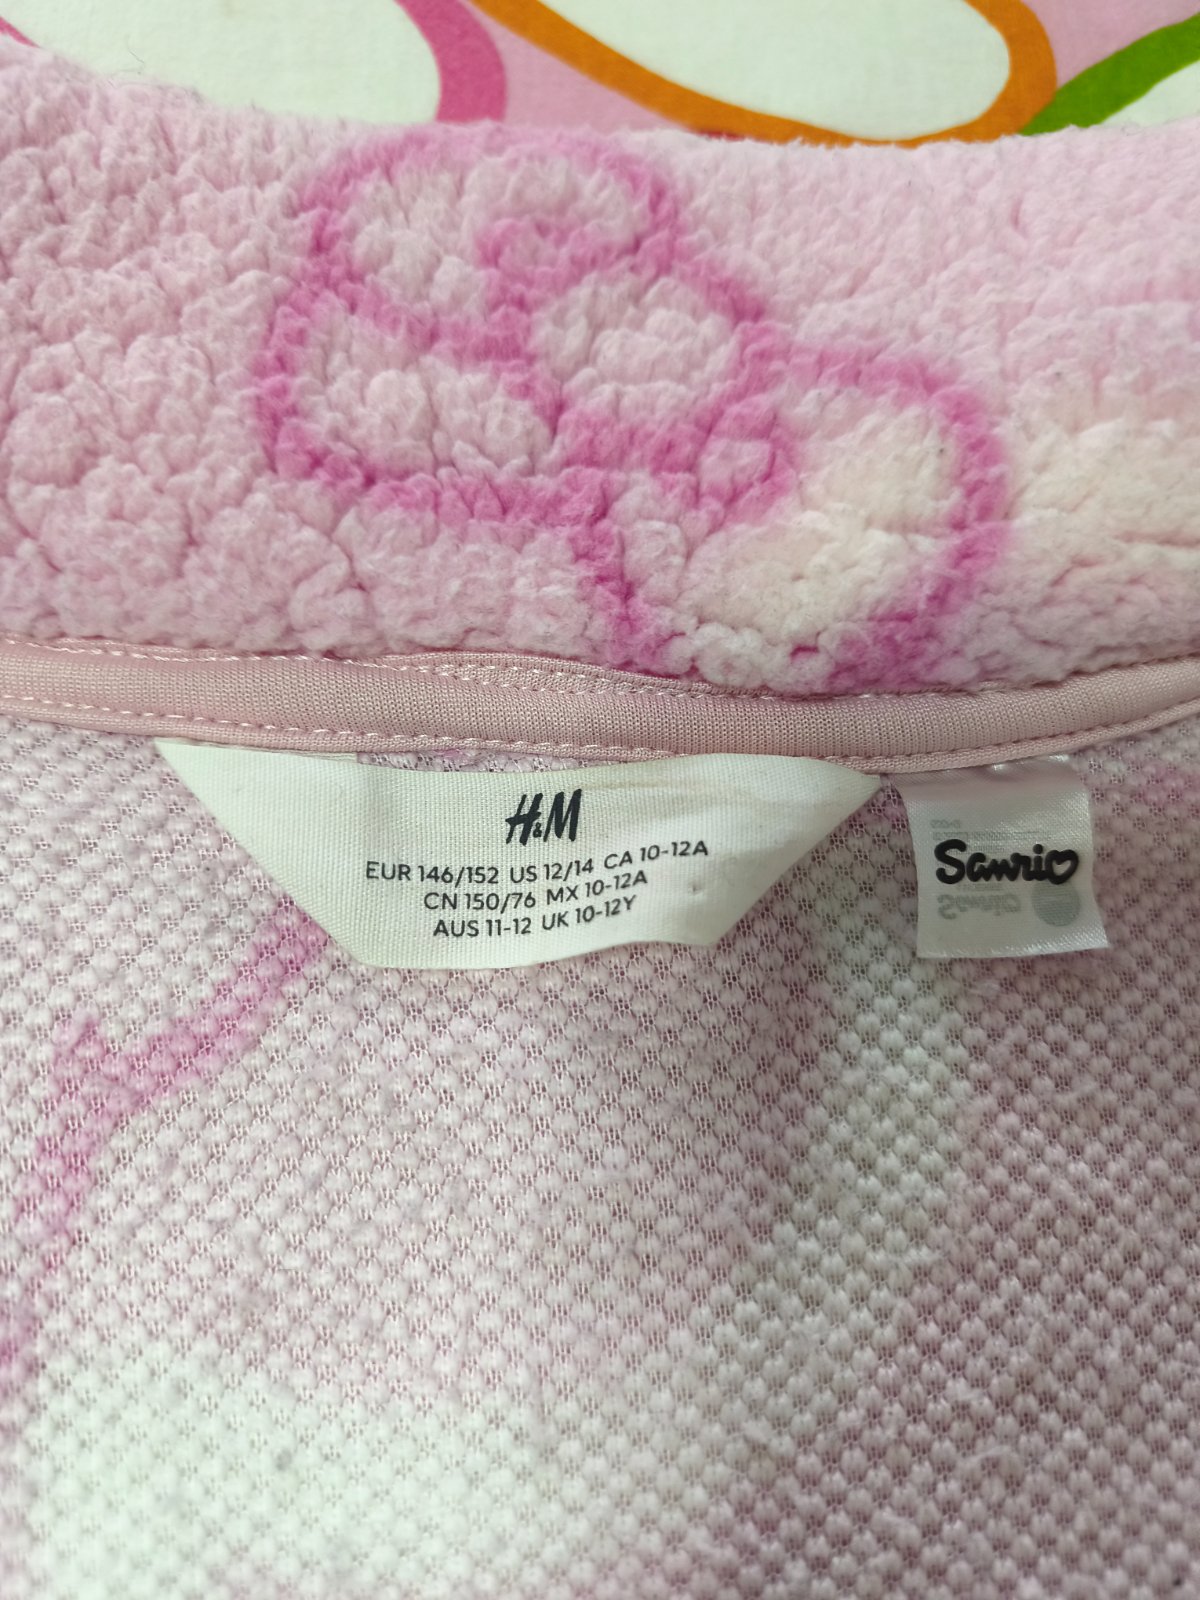 H&M
EUR 146/152 US 12/14 CA 10-12A
CN 150/76 MX 10-12A
AUS 11-12 UK 10-12Y
Sanrio